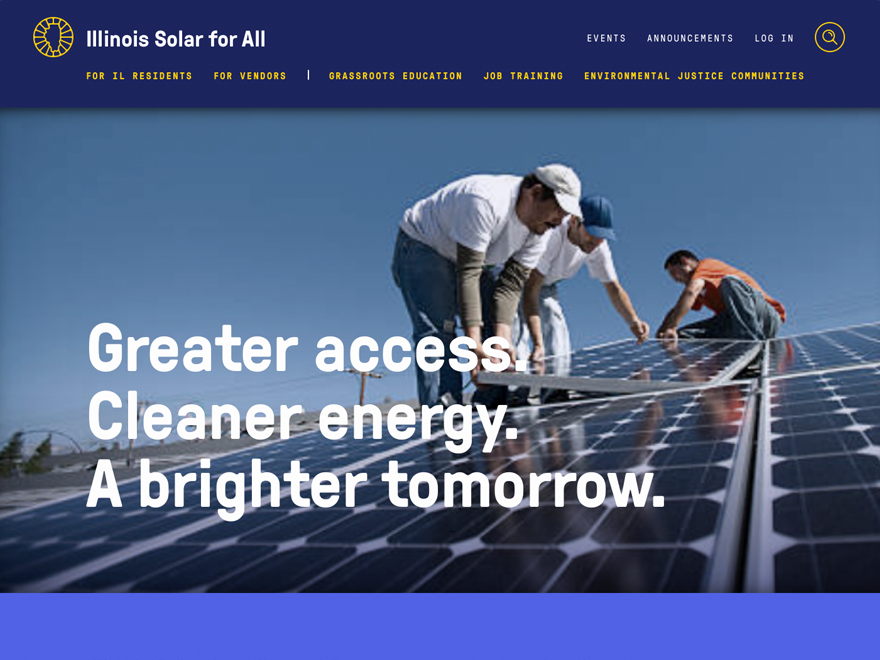 Illinois Solar for All
EVENTS ANNOUNCEMENTS LOG IN
FOR IL RESIDENTS FOR VENDORS | GRASSROOTS EDUCATION JOB TRAINING ENVIRONMENTAL JUSTICE COMMUNITIES
Greater access.
Cleaner energy.
A brighter tomorrow.